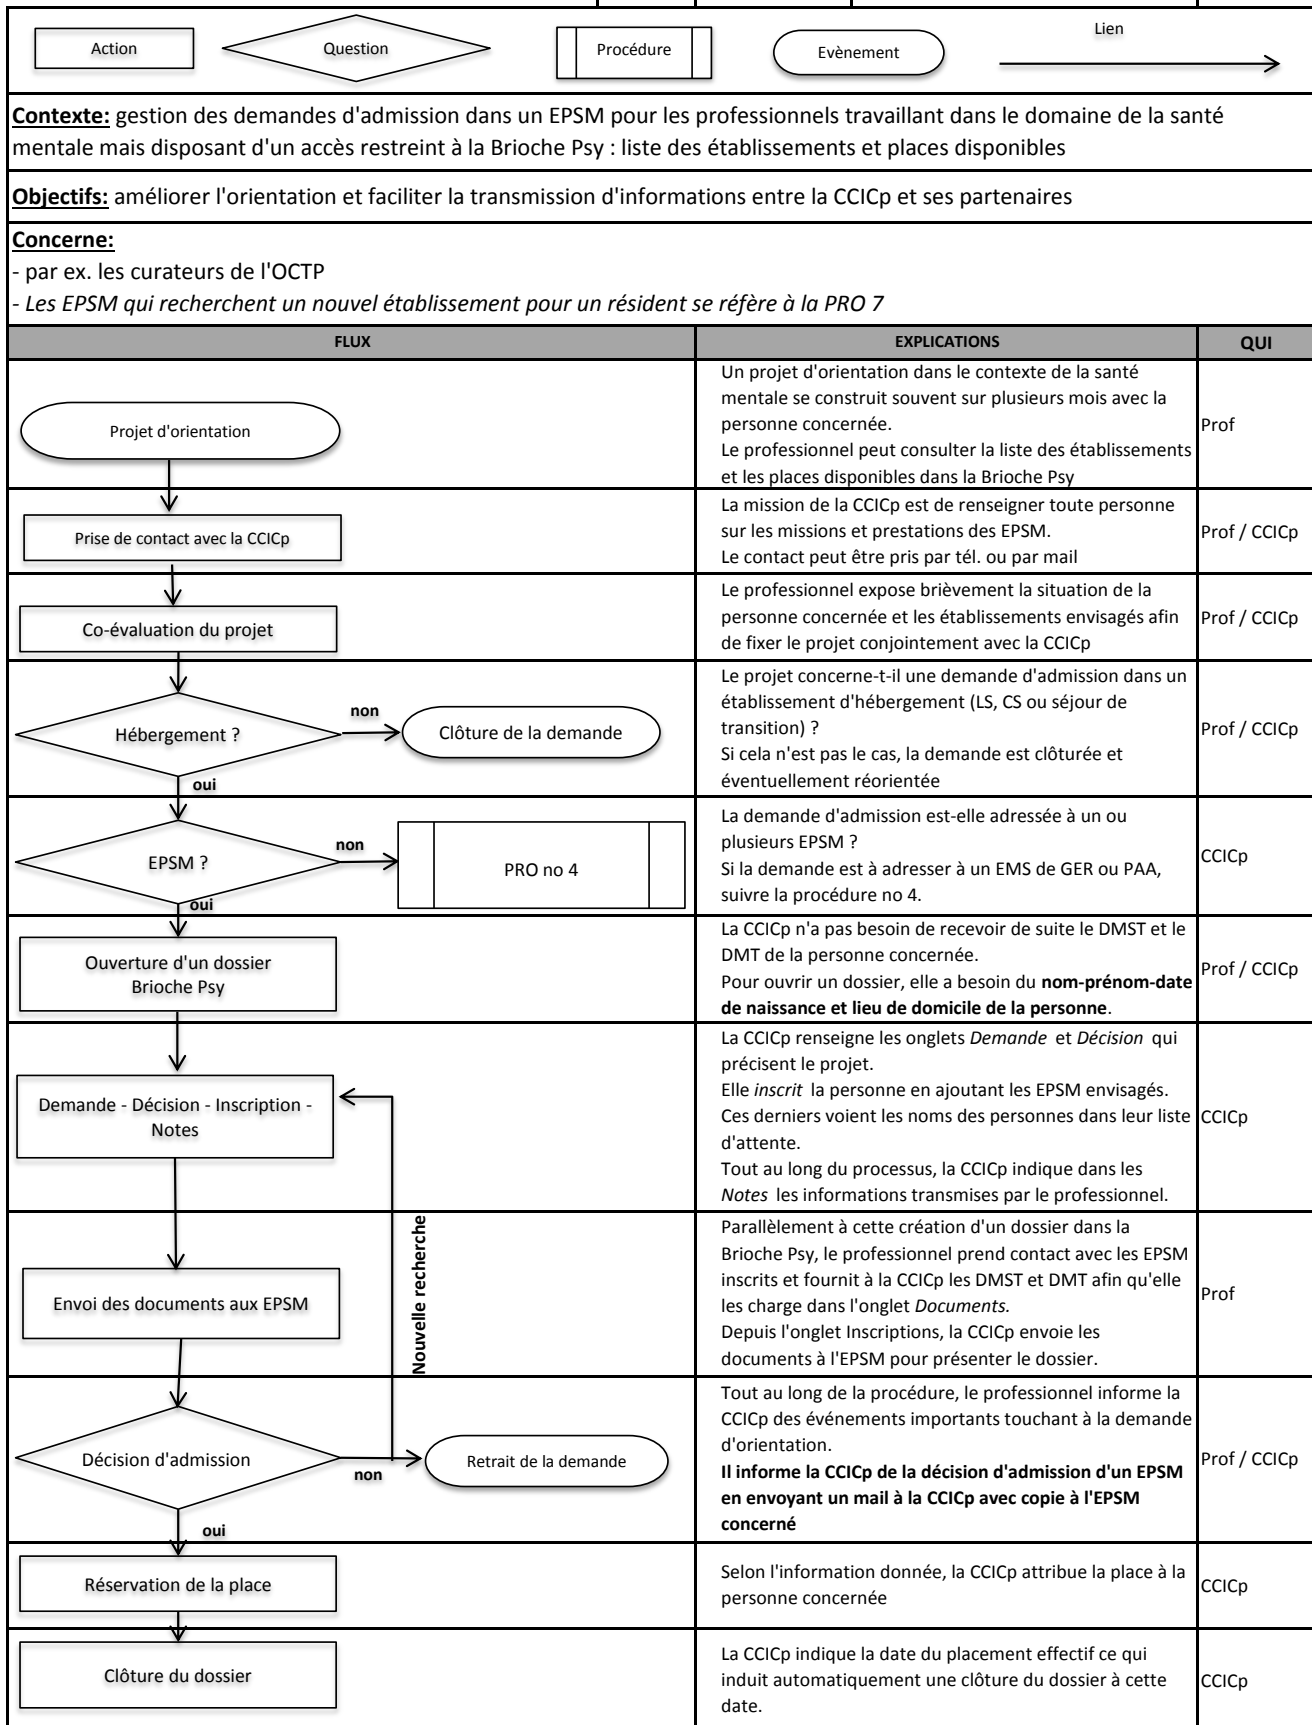 Action
Question
Procédure
Evènement
Lien
Contexte: gestion des demandes d'admission dans un EPSM pour les professionnels travaillant dans le domaine de la santé
mentale mais disposant d'un accès restreint à la Brioche Psy : liste des établissements et places disponibles
Objectifs: améliorer l'orientation et faciliter la transmission d'informations entre la CCICp et ses partenaires
Concerne:
- par ex. les curateurs de l'OCTP
- Les EPSM qui recherchent un nouvel établissement pour un résident se réfère à la PRO 7
FLUX
EXPLICATIONS
QUI
Projet d'orientation
Un projet d'orientation dans le contexte de la santé
mentale se construit souvent sur plusieurs mois avec la
personne concernée.
Le professionnel peut consulter la liste des établissements
et les places disponibles dans la Brioche Psy
Prof
Prise de contact avec la CCICp
La mission de la CCICp est de renseigner toute personne
sur les missions et prestations des EPSM.
Le contact peut être pris par tél. ou par mail
Prof / CCICp
Co-évaluation du projet
Le professionnel expose brièvement la situation de la
personne concernée et les établissements envisagés afin
de fixer le projet conjointement avec la CCICp
Prof / CCICp
Hébergement ?
non
Clôture de la demande
oui
Le projet concerne-t-il une demande d'admission dans un
établissement d'hébergement (LS, CS ou séjour de
transition) ?
Si cela n'est pas le cas, la demande est clôturée et
éventuellement réorientée
Prof / CCICp
EPSM ?
non
PRO no 4
oui
La demande d'admission est-elle adressée à un ou
plusieurs EPSM ?
Si la demande est à adresser à un EMS de GER ou PAA,
suivre la procédure no 4.
CCICp
Ouverture d'un dossier
Brioche Psy
La CCICp n'a pas besoin de recevoir de suite le DMST et le
DMT de la personne concernée.
Pour ouvrir un dossier, elle a besoin du nom-prénom-date
de naissance et lieu de domicile de la personne.
Prof / CCICp
Demande - Décision - Inscription -
Notes
La CCICp renseigne les onglets Demande et Décision qui
précisent le projet.
Elle inscrit la personne en ajoutant les EPSM envisagés.
Ces derniers voient les noms des personnes dans leur liste
d'attente.
Tout au long du processus, la CCICp indique dans les
Notes les informations transmises par le professionnel.
CCICp
Nouvelle recherche
Envoi des documents aux EPSM
Parallèlement à cette création d'un dossier dans la
Brioche Psy, le professionnel prend contact avec les EPSM
inscrits et fournit à la CCICp les DMST et DMT afin qu'elle
les charge dans l'onglet Documents.
Depuis l'onglet Inscriptions, la CCICp envoie les
documents à l'EPSM pour présenter le dossier.
Prof
Décision d'admission
non
Retrait de la demande
oui
Tout au long de la procédure, le professionnel informe la
CCICp des événements importants touchant à la demande
d'orientation.
Il informe la CCICp de la décision d'admission d'un EPSM
en envoyant un mail à la CCICp avec copie à l'EPSM
concerné
Prof / CCICp
Réservation de la place
Selon l'information donnée, la CCICp attribue la place à la
personne concernée
CCICp
Clôture du dossier
La CCICp indique la date du placement effectif ce qui
induit automatiquement une clôture du dossier à cette
date.
CCICp